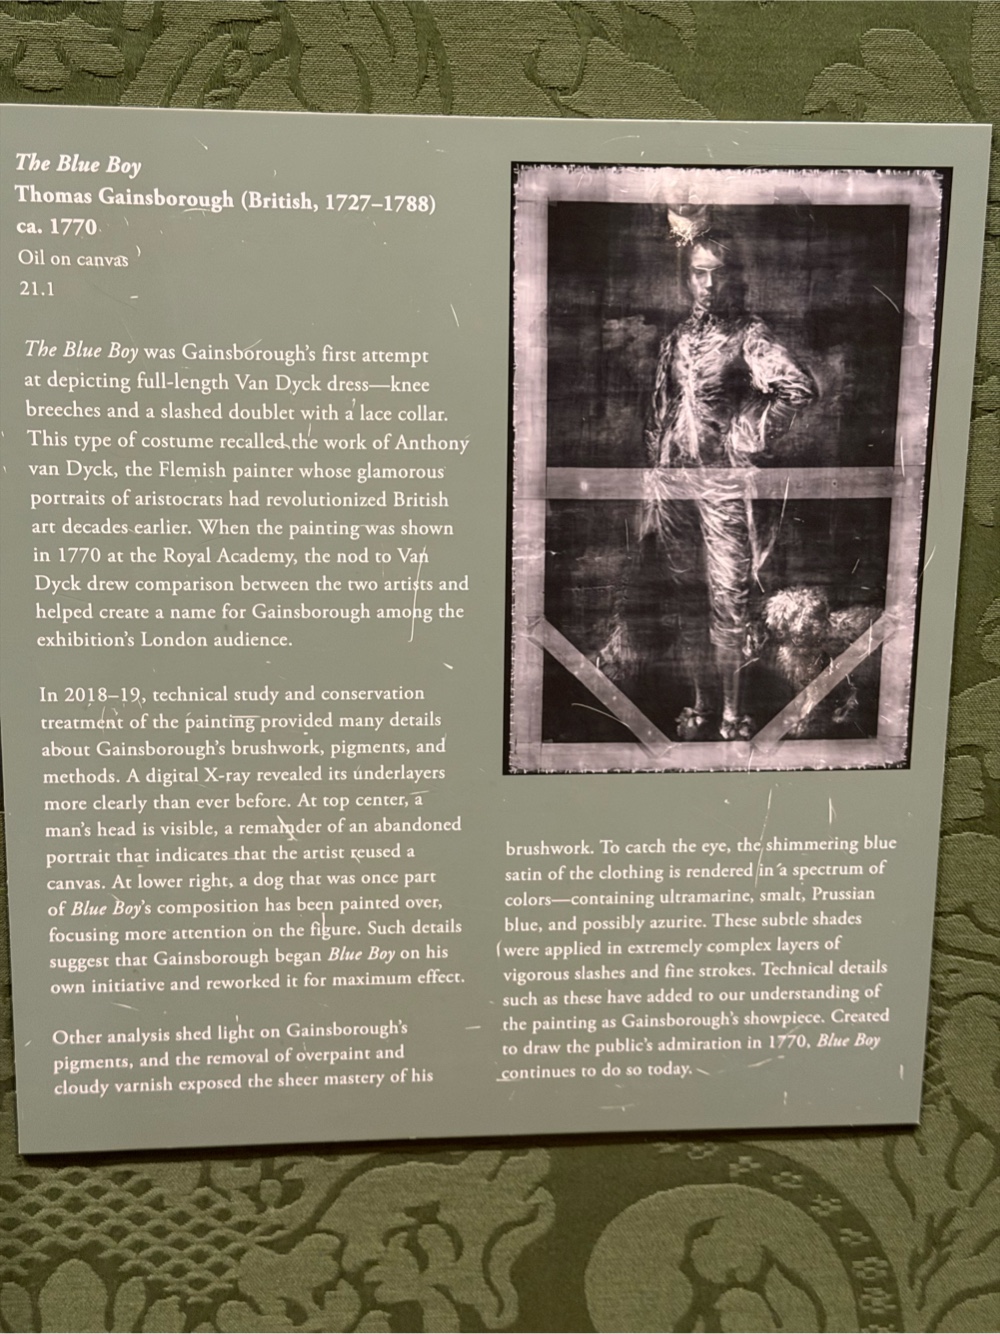 The Blue Boy
Thomas Gainsborough (British, 1727–1788)
ca. 1770
Oil on canvas
21.1
The Blue Boy was Gainsborough's first attempt
at depicting full-length Van Dyck dress—knee
breeches and a slashed doublet with a lace collar.
This type of costume recalled the work of Anthony
van Dyck, the Flemish painter whose glamorous
portraits of aristocrats had revolutionized British
art decades earlier. When the painting was shown
in 1770 at the Royal Academy, the nod to Van
Dyck drew comparison between the two artists and
helped create a name for Gainsborough among the
exhibition's London audience.
In 2018–19, technical study and conservation
treatment of the painting provided many details
about Gainsborough's brushwork, pigments, and
methods. A digital X-ray revealed its underlayers
more clearly than ever before. At top center, a
man's head is visible, a remainder of an abandoned
portrait that indicates that the artist reused a
canvas. At lower right, a dog that was once part
of Blue Boy's composition has been painted over,
focusing more attention on the figure. Such details
suggest that Gainsborough began Blue Boy on his
own initiative and reworked it for maximum effect.
Other analysis shed light on Gainsborough's
pigments, and the removal of overpaint and
cloudy varnish exposed the sheer mastery of his
brushwork. To catch the eye, the shimmering blue
satin of the clothing is rendered in a spectrum of
colors—containing ultramarine, smalt, Prussian
blue, and possibly azurite. These subtle shades
were applied in extremely complex layers of
vigorous slashes and fine strokes. Technical details
such as these have added to our understanding of
the painting as Gainsborough's showpiece. Created
to draw the public's admiration in 1770, Blue Boy
continues to do so today.